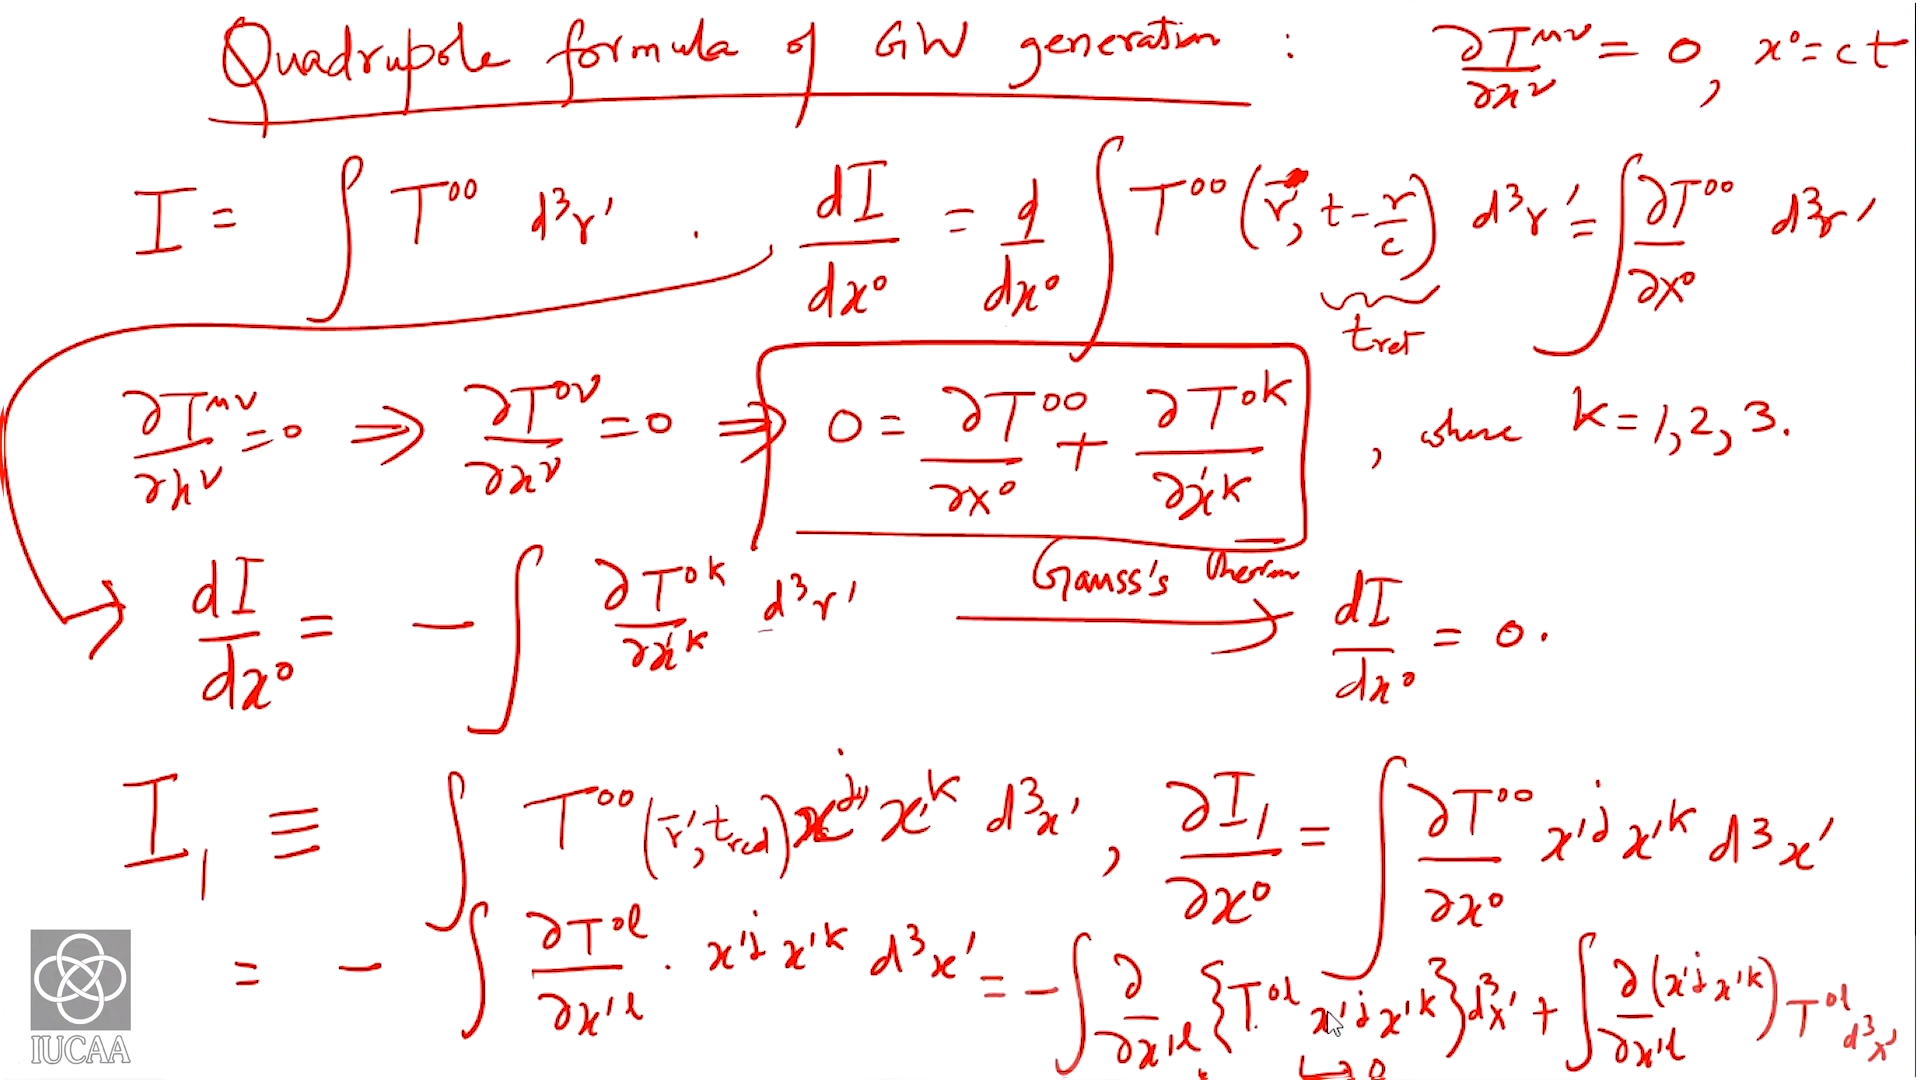 Quadrupole formula of GW generation : ∂T^{μν}/∂x^ν = 0, x⁰ = ct
I = ∫ T⁰⁰ d³r' . dI/dx⁰ = d/dx⁰ ∫ T⁰⁰ (r⃗', t - r/c) d³r' = ∫ ∂T⁰⁰/∂x⁰ d³r'
t_ret
∂T^{μν}/∂x^ν = 0 ⇒ ∂T^{0ν}/∂x^ν = 0 ⇒ 0 = ∂T⁰⁰/∂x⁰ + ∂T^{0k}/∂x'^k , where k = 1, 2, 3.
→ dI/dx⁰ = - ∫ ∂T^{0k}/∂x'^k d³r' Gauss's theorem → dI/dx⁰ = 0.
I₁ ≡ ∫ T⁰⁰ (r⃗', t_red) x'^j x'^k d³x' , ∂I₁/∂x⁰ = ∫ ∂T⁰⁰/∂x⁰ x'^j x'^k d³x'
= - ∫ ∂T^{0l}/∂x'^l . x'^j x'^k d³x' = - ∫ ∂/∂x'^l {T^{0l} x'^j x'^k} d³x' + ∫ ∂(x'^j x'^k)/∂x'^l T^{0l} d³x'
↳ 0
IUCAA